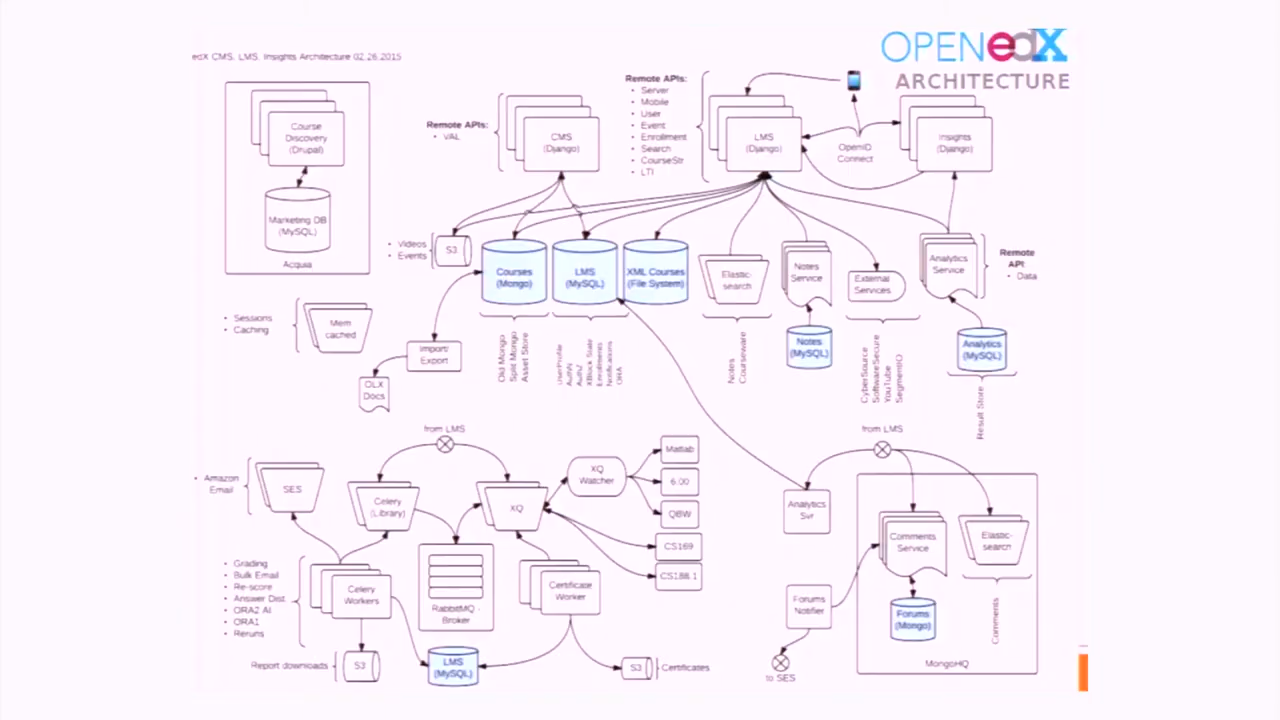 edX CMS, LMS, Insights Architecture 02.26.2015
OPENedX
ARCHITECTURE
Course
Discovery
(Drupal)
Marketing DB
(MySQL)
Acquia
Remote APIs:
• VAL
CMS
(Django)
Remote APIs:
• Server
• Mobile
• User
• Event
• Enrollment
• Search
• CourseStr
• LTI
LMS
(Django)
OpenID
Connect
Insights
(Django)
• Videos
• Events
S3
Courses
(Mongo)
LMS
(MySQL)
XML Courses
(File System)
Elastic-
search
Notes
Service
External
Services
Analytics
Service
Remote
API:
• Data
• Sessions
• Caching
Mem
cached
Import/
Export
OLX
Docs
Old Mongo
Split Mongo
Asset Store
UserProfile
AuthN
AuthZ
XBlock State
Enrollments
Notifications
ORA
Notes
Courseware
Notes
(MySQL)
CyberSource
SoftwareSecure
YouTube
SegmentIO
Analytics
(MySQL)
Result Store
from LMS
from LMS
• Amazon
Email
SES
Celery
(Library)
XQ
XQ
Watcher
Matlab
6.00
QBW
CS169
CS188.1
Analytics
Svr
Comments
Service
Elastic-
search
• Grading
• Bulk Email
• Re-score
• Answer Dist
• ORA2 AI
• ORA1
• Reruns
Celery
Workers
RabbitMQ -
Broker
Certificate
Worker
Forums
Notifier
Forums
(Mongo)
Comments
Report downloads
S3
LMS
(MySQL)
S3
Certificates
to SES
MongoHQ